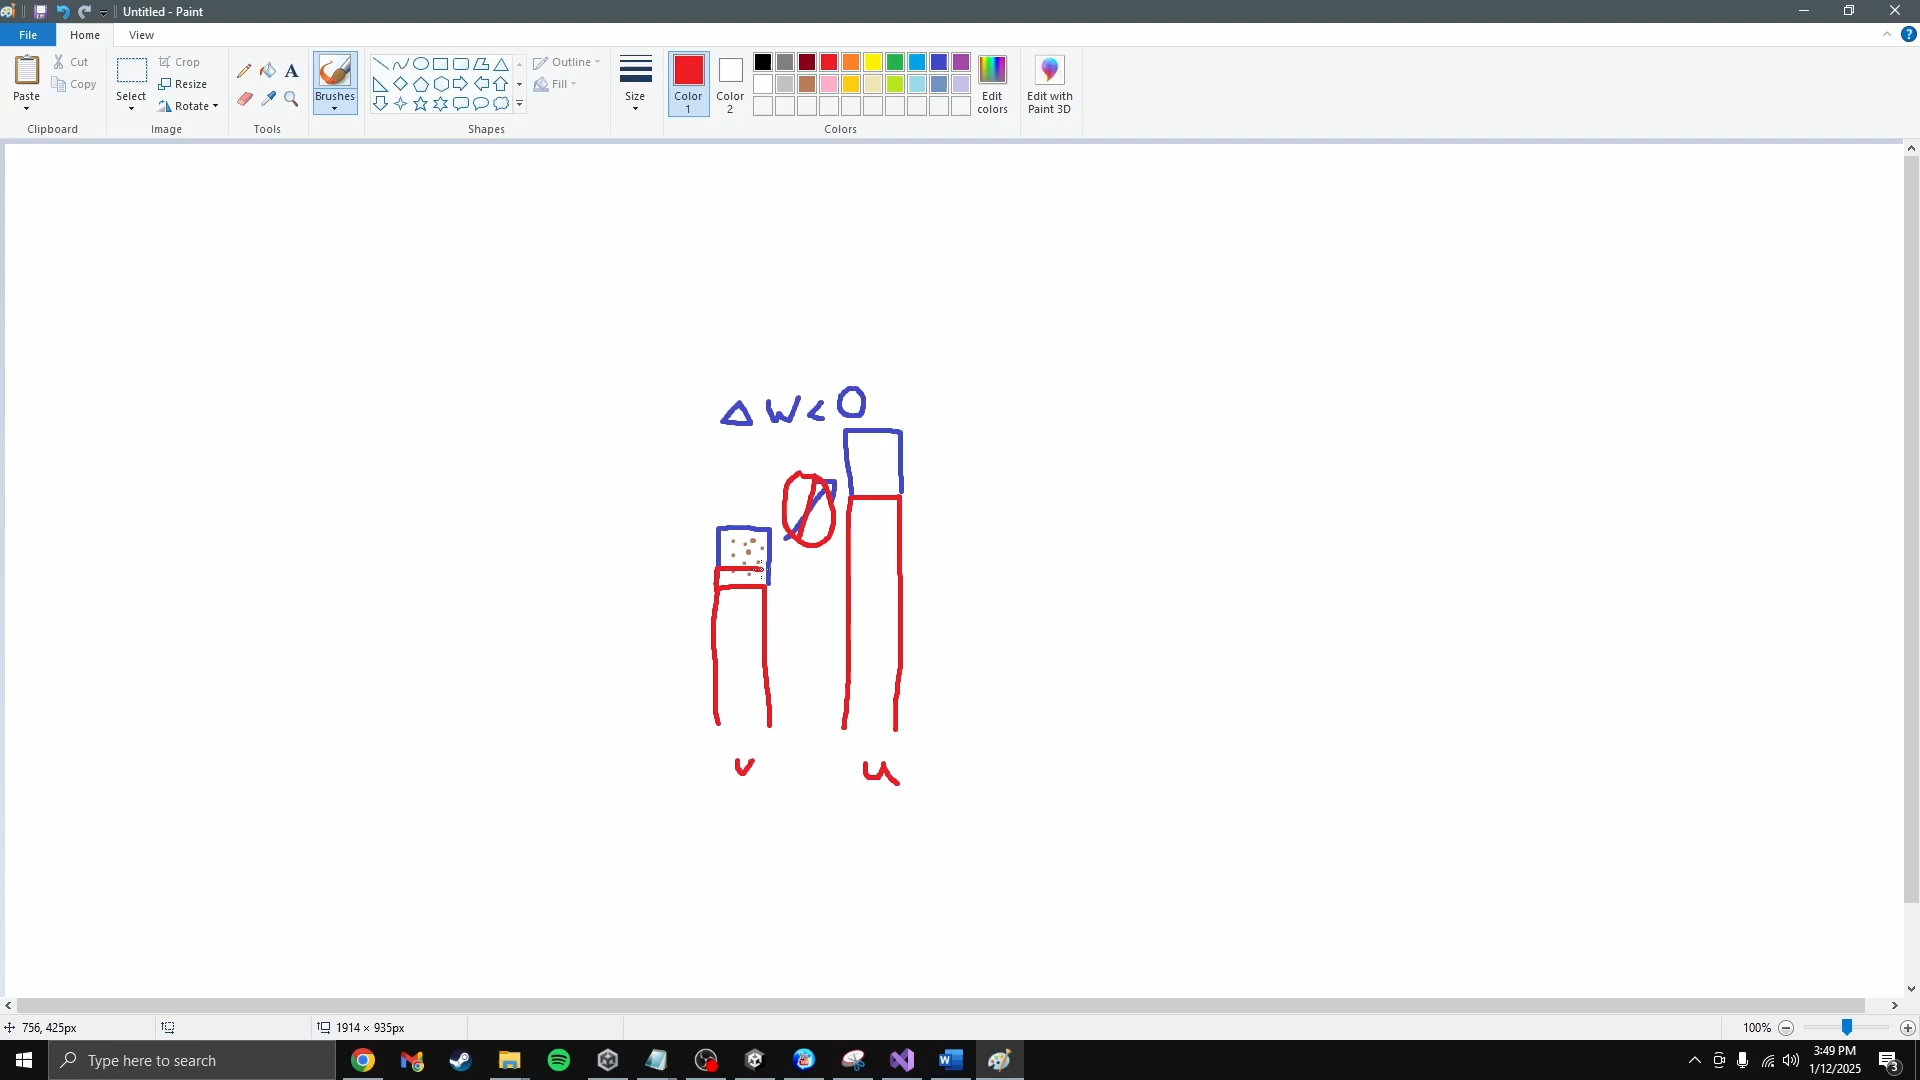 Untitled - Paint
File Home View
Paste
Cut
Copy
Clipboard
Select
Crop
Resize
Rotate
Image
Tools
Brushes
Shapes
Outline
Fill
Size
Color 1
Color 2
Edit colors
Colors
Edit with Paint 3D
Δ W < 0
v u
756, 425px
1914 × 935px
100%
Type here to search
3:49 PM
1/12/2025
3